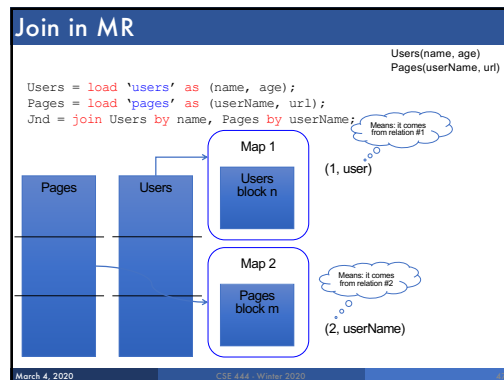 Join in MR
Users(name, age)
Pages(userName, url)
Users = load ‘users’ as (name, age);
Pages = load ‘pages’ as (userName, url);
Jnd = join Users by name, Pages by userName;
Means: it comes
from relation #1
Map 1
(1, user)
Pages
Users
Users
block n
Map 2
Means: it comes
from relation #2
Pages
block m
(2, userName)
March 4, 2020
CSE 444 - Winter 2020